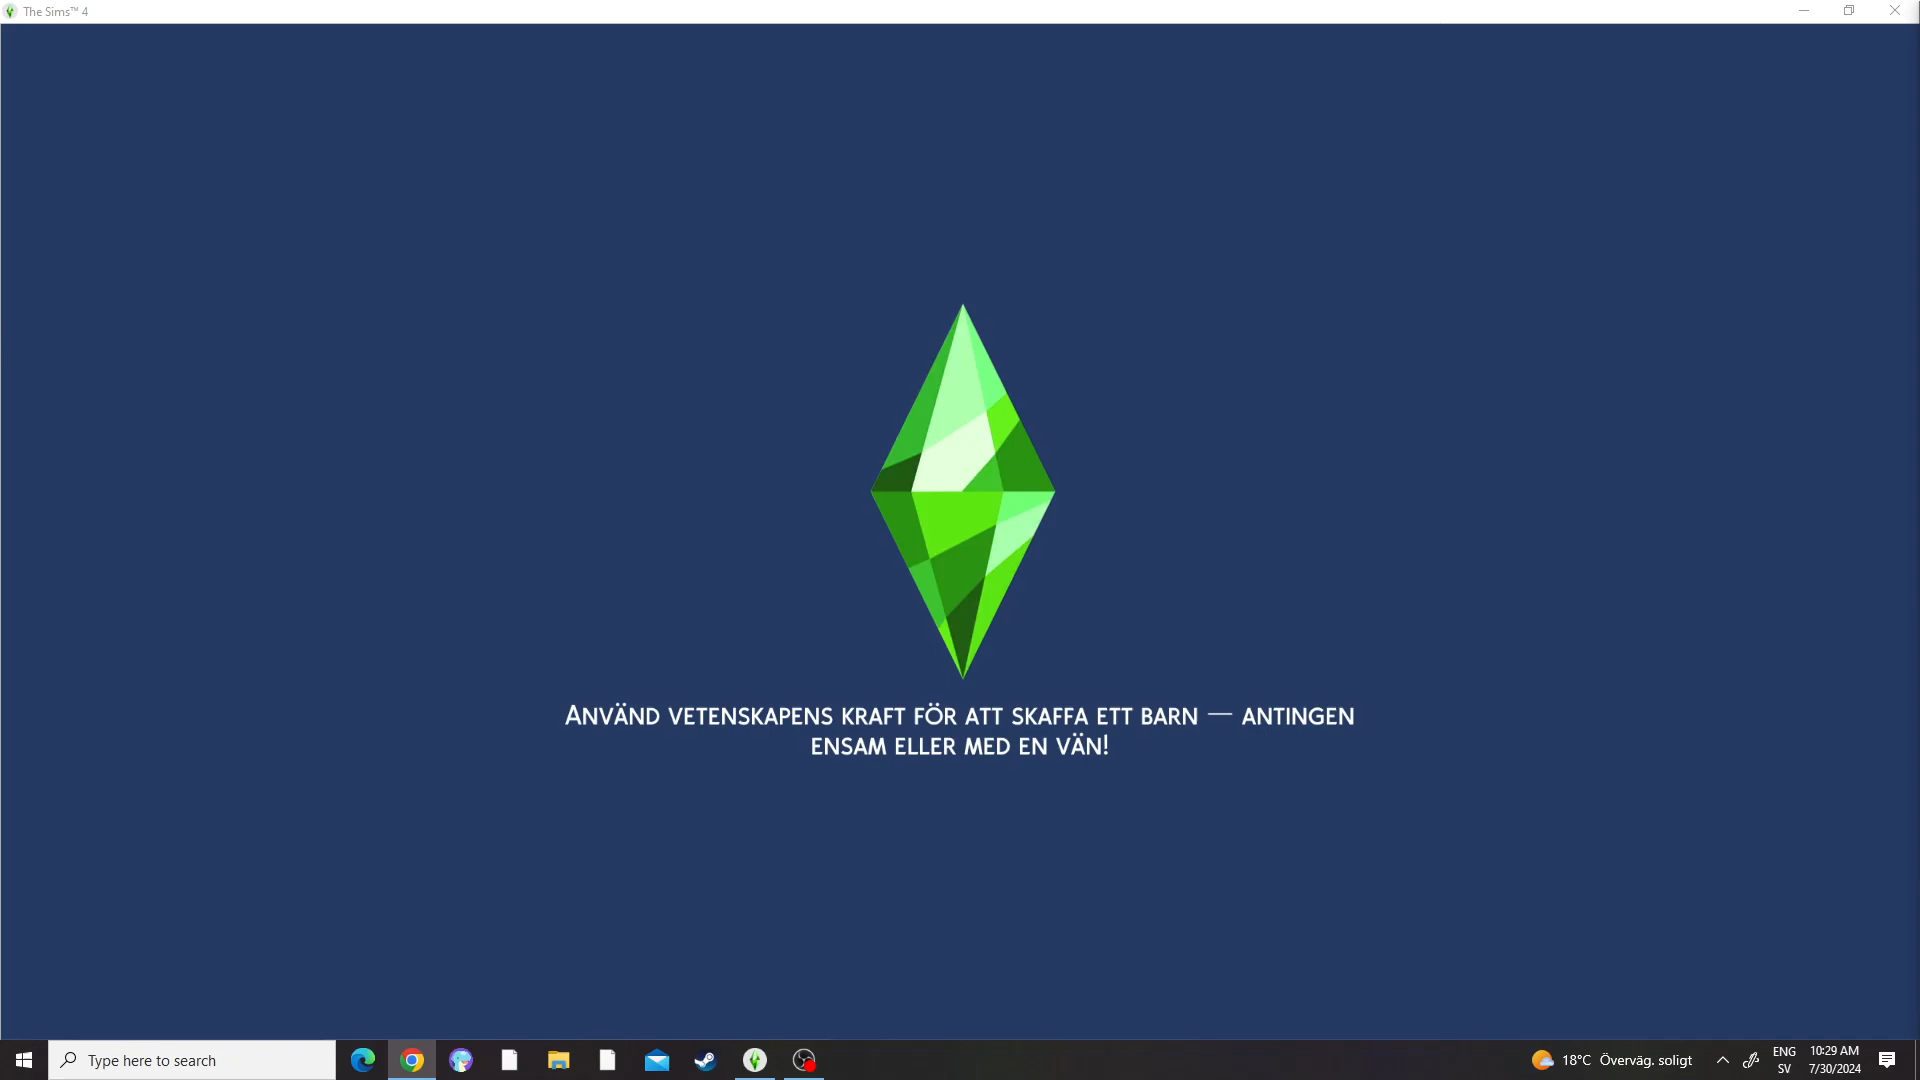 The Sims™ 4
ANVÄND VETENSKAPENS KRAFT FÖR ATT SKAFFA ETT BARN — ANTINGEN
ENSAM ELLER MED EN VÄN!
Type here to search
18°C Överväg. soligt
ENG
SV
10:29 AM
7/30/2024